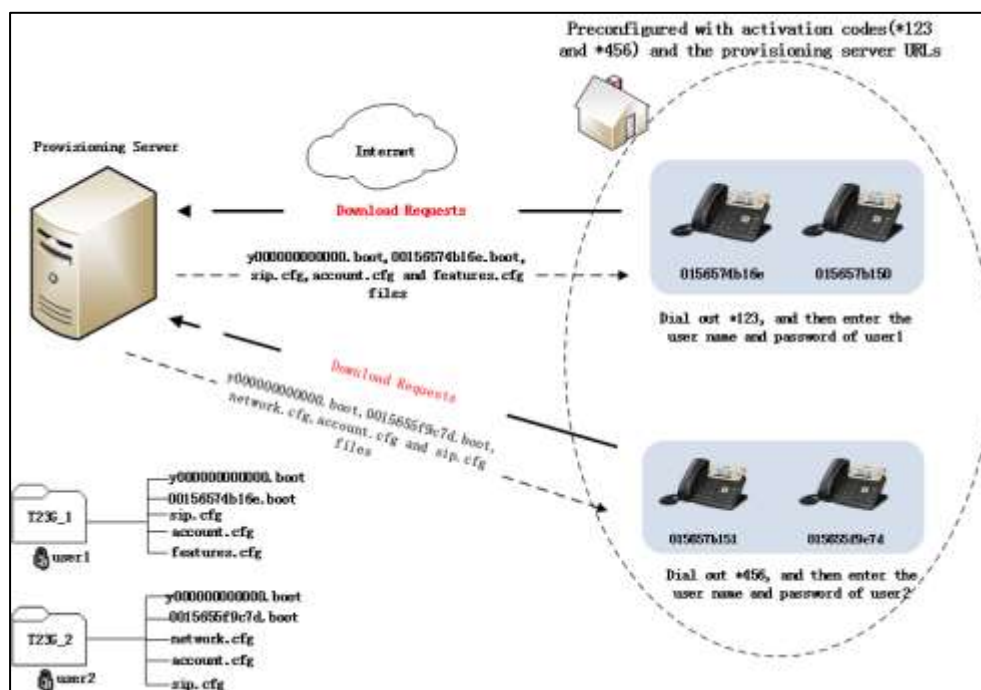 Preconfigured with activation codes(*123
and *456) and the provisioning server URLs
Provisioning Server
Internet
Download Requests
y000000000000.boot,00156574b16e.boot,
sip.cfg,account.cfg and features.cfg
files
0156574b16e
015657b150
Dial out *123, and then enter the
user name and password of user1
Download Requests
y000000000000.boot,0015655f9c7d.boot,
network.cfg,account.cfg and sip.cfg
files
015657b151
015655f9c7d
Dial out *456, and then enter the
user name and password of user2
T23G_1
user1
y000000000000.boot
00156574b16e.boot
sip.cfg
account.cfg
features.cfg
T23G_2
user2
y000000000000.boot
0015655f9c7d.boot
network.cfg
account.cfg
sip.cfg